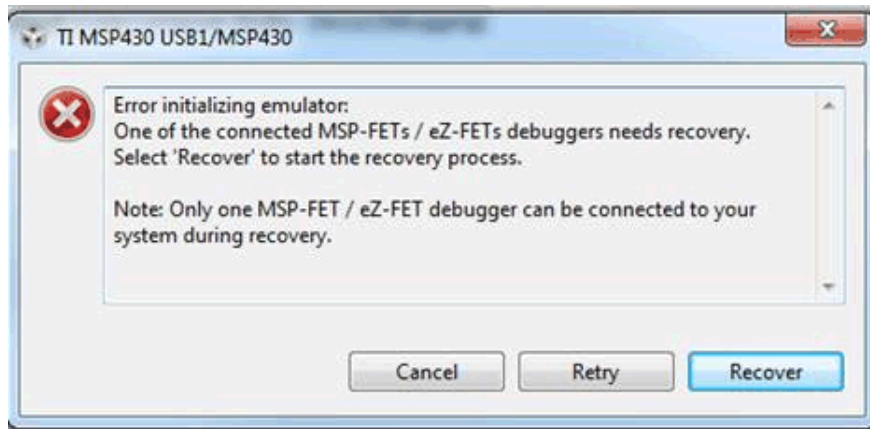 TI MSP430 USB1/MSP430
Error initializing emulator:
One of the connected MSP-FETs / eZ-FETs debuggers needs recovery.
Select 'Recover' to start the recovery process.
Note: Only one MSP-FET / eZ-FET debugger can be connected to your
system during recovery.
Cancel Retry Recover